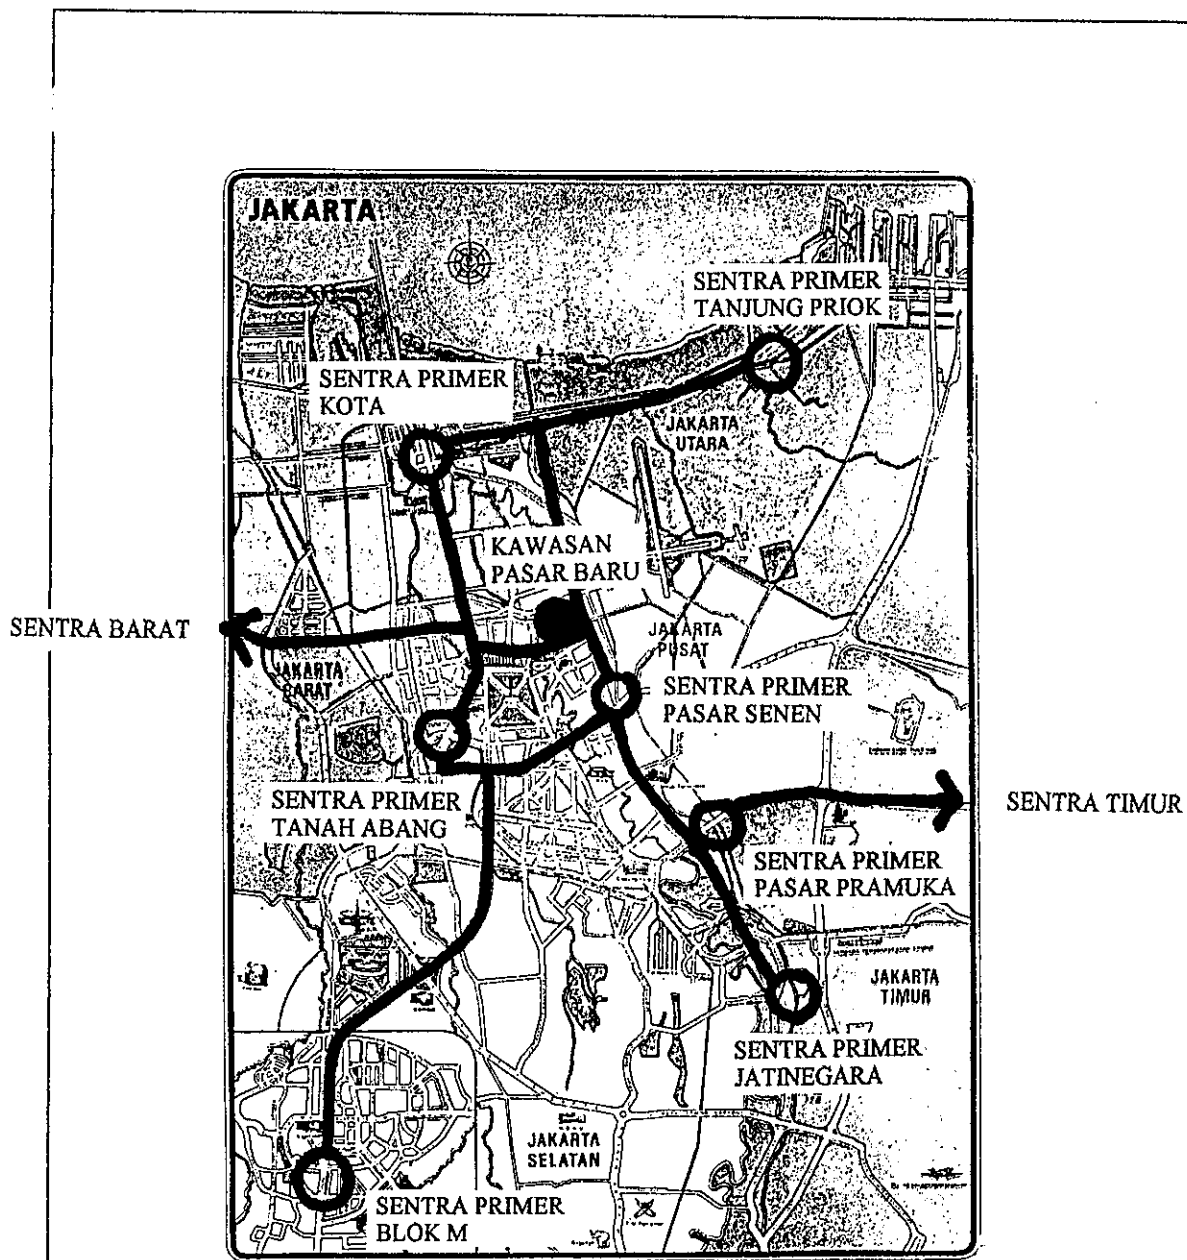 JAKARTA
SENTRA PRIMER
TANJUNG PRIOK
SENTRA PRIMER
KOTA
JAKARTA
UTARA
KAWASAN
PASAR BARU
SENTRA BARAT
JAKARTA
PUSAT
JAKARTA
BARAT
SENTRA PRIMER
PASAR SENEN
SENTRA PRIMER
TANAH ABANG
SENTRA TIMUR
SENTRA PRIMER
PASAR PRAMUKA
JAKARTA
TIMUR
SENTRA PRIMER
JATINEGARA
JAKARTA
SELATAN
SENTRA PRIMER
BLOK M